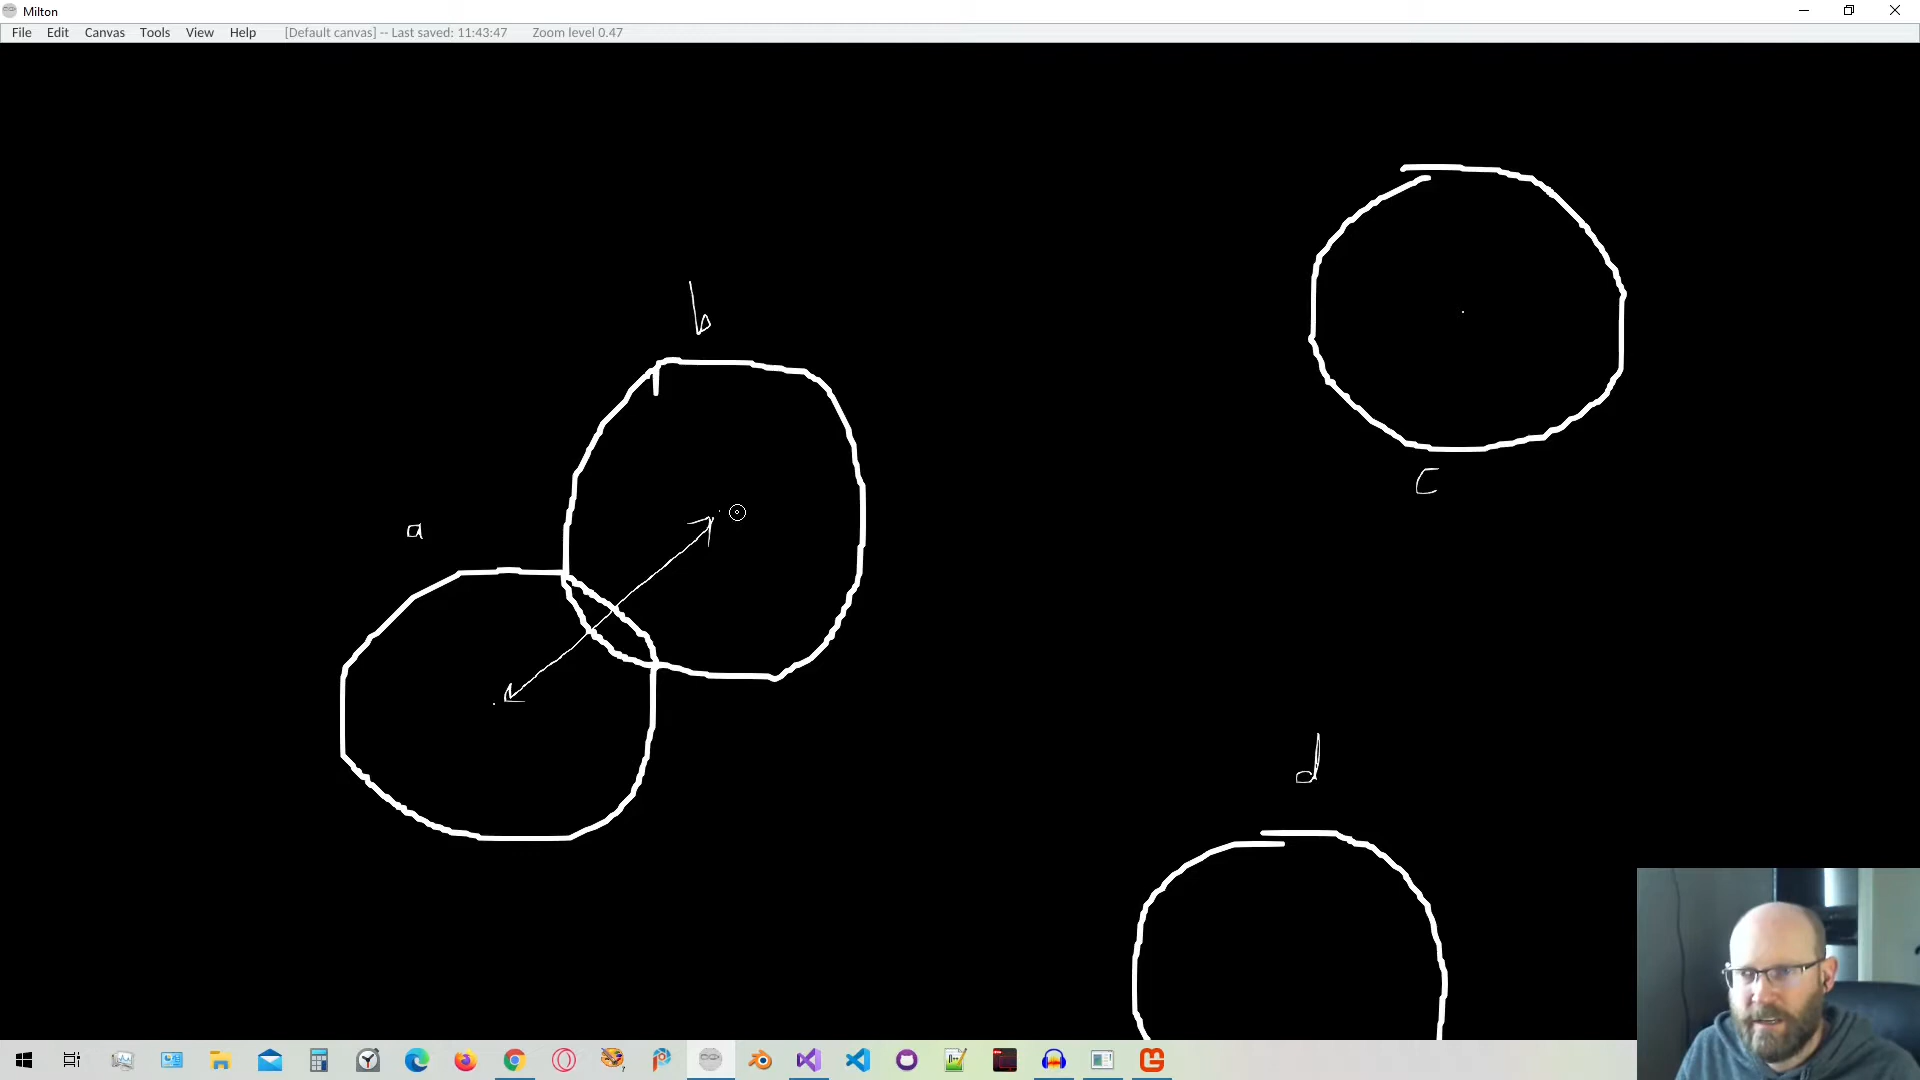 Milton
File Edit Canvas Tools View Help [Default canvas] -- Last saved: 11:43:47 Zoom level 0.47
b
a
c
d